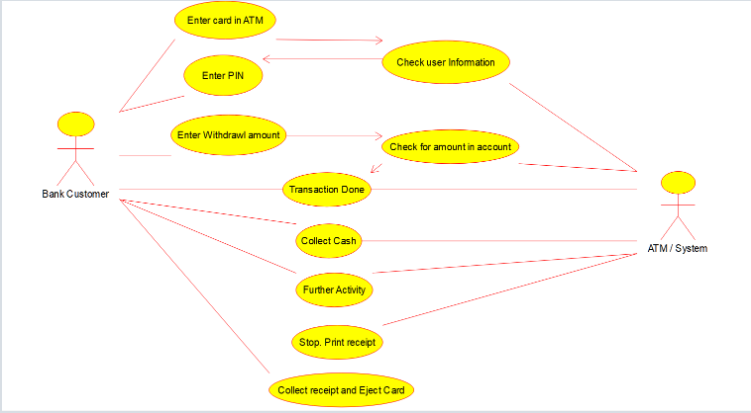 Enter card in ATM
Check user Information
Enter PIN
Enter Withdrawl amount
Check for amount in account
Transaction Done
Bank Customer
Collect Cash
ATM / System
Further Activity
Stop. Print receipt
Collect receipt and Eject Card